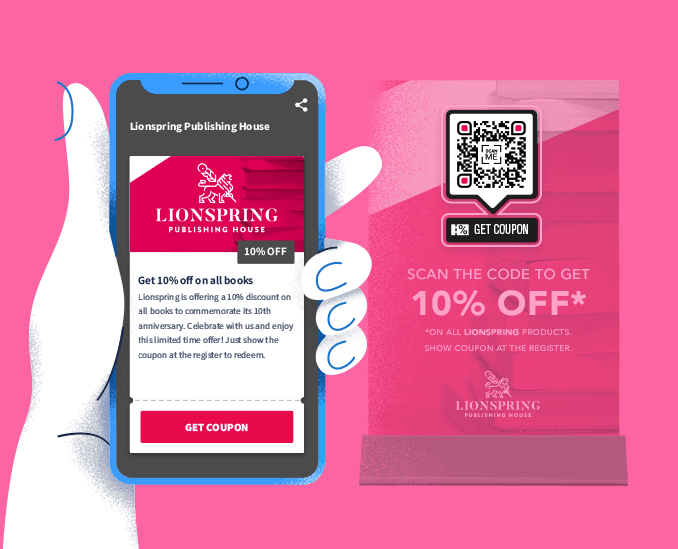 Lionspring Publishing House
LIONSPRING
PUBLISHING HOUSE
10% OFF
Get 10% off on all books
Lionspring is offering a 10% discount on
all books to commemorate its 10th
anniversary. Celebrate with us and enjoy
this limited time offer! Just show the
coupon at the register to redeem.
GET COUPON
SCAN
ME
% GET COUPON
SCAN THE CODE TO GET
10% OFF*
*ON ALL LIONSPRING PRODUCTS.
SHOW COUPON AT THE REGISTER.
LIONSPRING
PUBLISHING HOUSE